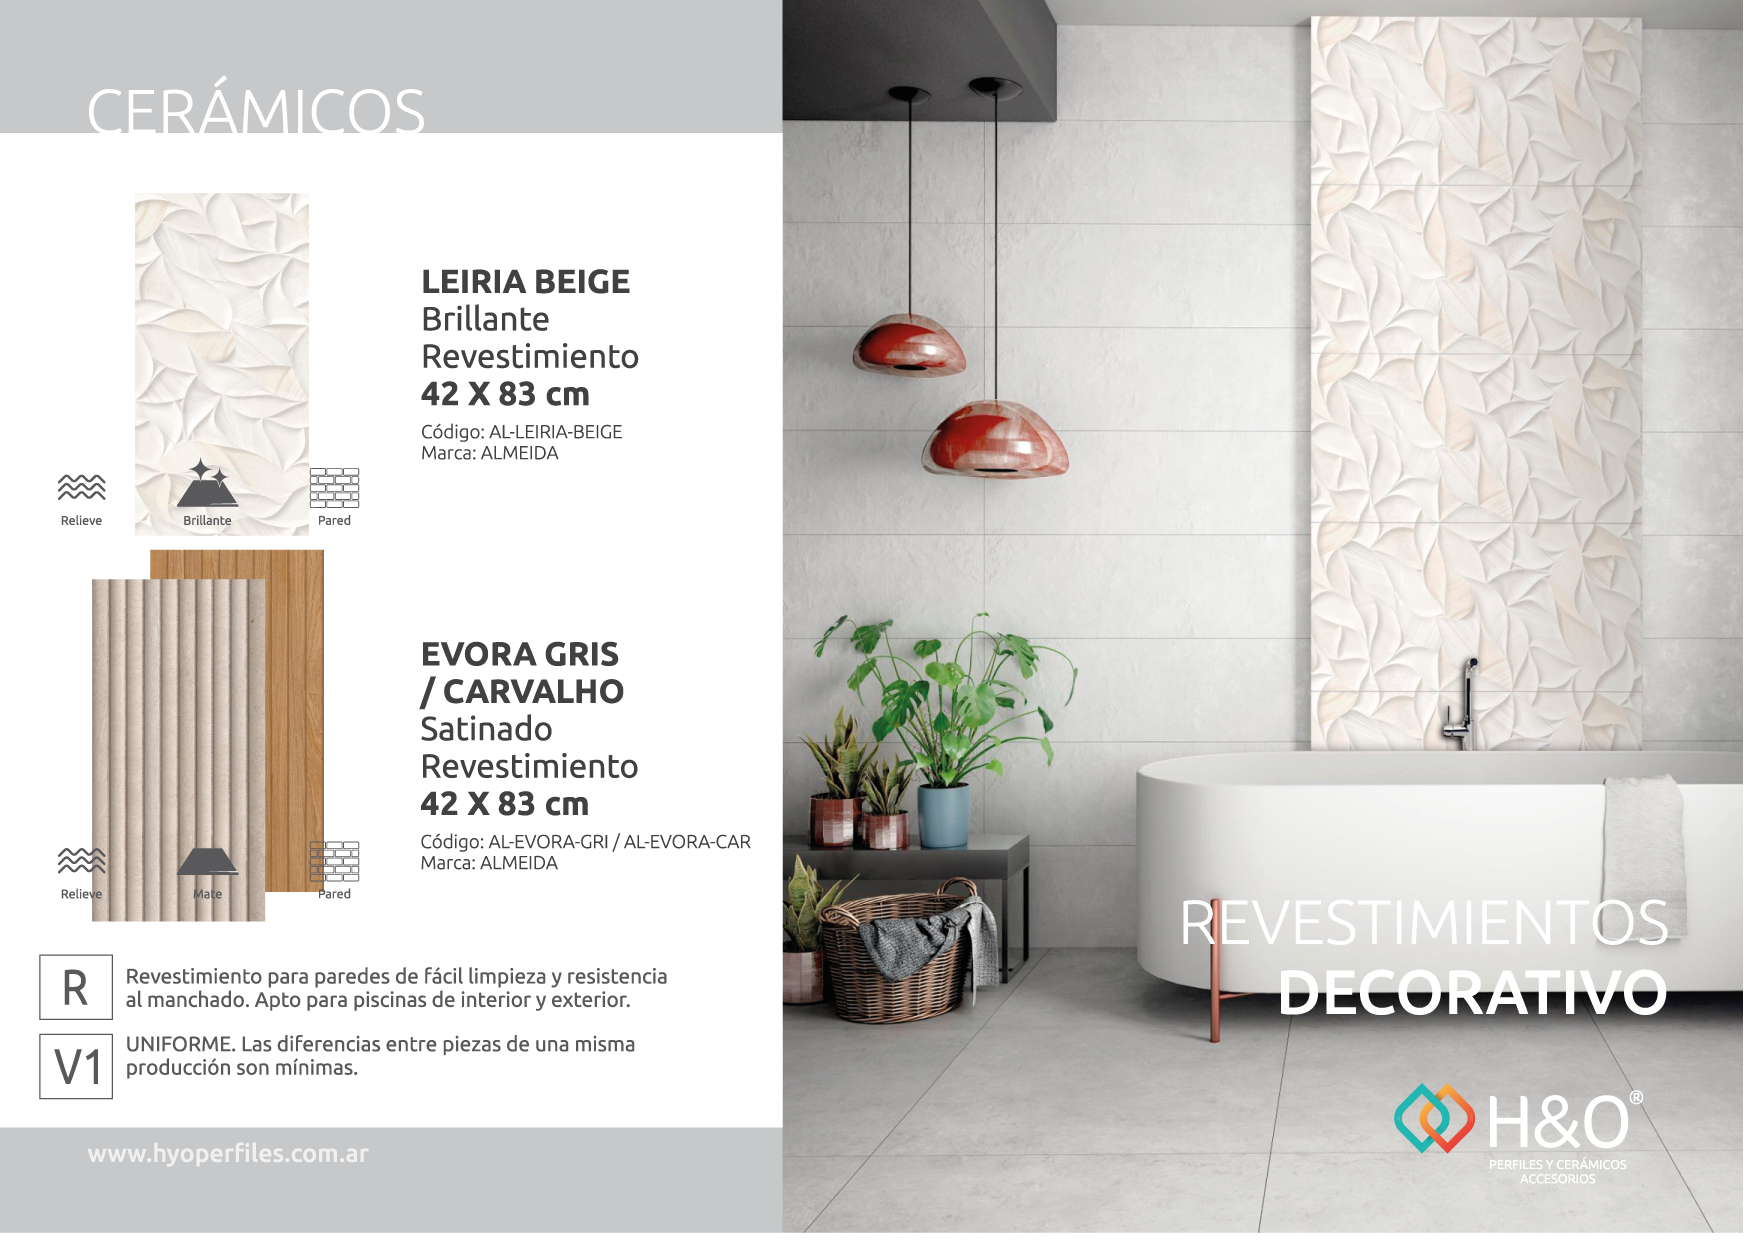 CERÁMICOS
LEIRIA BEIGE
Brillante
Revestimiento
42 X 83 cm
Código: AL-LEIRIA-BEIGE
Marca: ALMEIDA
Relieve
Brillante
Pared
EVORA GRIS
/ CARVALHO
Satinado
Revestimiento
42 X 83 cm
Código: AL-EVORA-GRI / AL-EVORA-CAR
Marca: ALMEIDA
Relieve
Mate
Pared
R
Revestimiento para paredes de fácil limpieza y resistencia
al manchado. Apto para piscinas de interior y exterior.
V1
UNIFORME. Las diferencias entre piezas de una misma
producción son mínimas.
www.hyoperfiles.com.ar
REVESTIMIENTOS
DECORATIVO
H&O®
PERFILES Y CERÁMICOS
ACCESORIOS